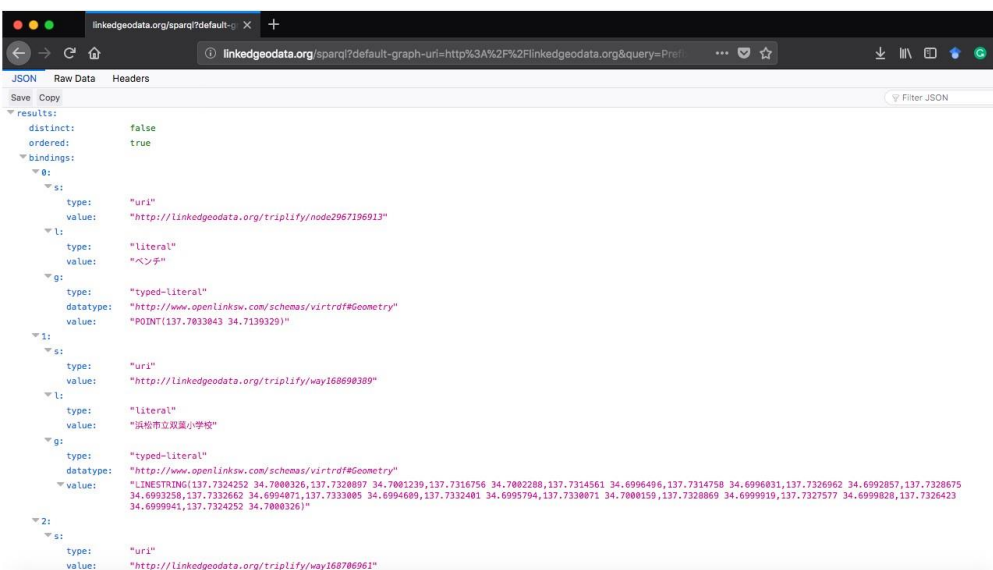 linkedgeodata.org/sparql?default-g
linkedgeodata.org/sparql?default-graph-uri=http%3A%2F%2Flinkedgeodata.org&query=Pref
JSON Raw Data Headers
Save Copy
Filter JSON
results:
distinct: false
ordered: true
bindings:
0:
s:
type: "uri"
value: "http://linkedgeodata.org/triplify/node2967196913"
l:
type: "literal"
value: "ベンチ"
g:
type: "typed-literal"
datatype: "http://www.openlinksw.com/schemas/virtrdf#Geometry"
value: "POINT(137.7033043 34.7139329)"
1:
s:
type: "uri"
value: "http://linkedgeodata.org/triplify/way168690389"
l:
type: "literal"
value: "浜松市立双葉小学校"
g:
type: "typed-literal"
datatype: "http://www.openlinksw.com/schemas/virtrdf#Geometry"
value: "LINESTRING(137.7324252 34.7000326,137.7320897 34.7001239,137.7316756 34.7002288,137.7314561 34.6996496,137.7314758 34.6996031,137.7326962 34.6992857,137.7328675
34.6993258,137.7332662 34.6994071,137.7333005 34.6994609,137.7332401 34.6995794,137.7330071 34.7000159,137.7328869 34.6999919,137.7327577 34.6999828,137.7326423
34.6999941,137.7324252 34.7000326)"
2:
s:
type: "uri"
value: "http://linkedgeodata.org/triplify/way168706961"